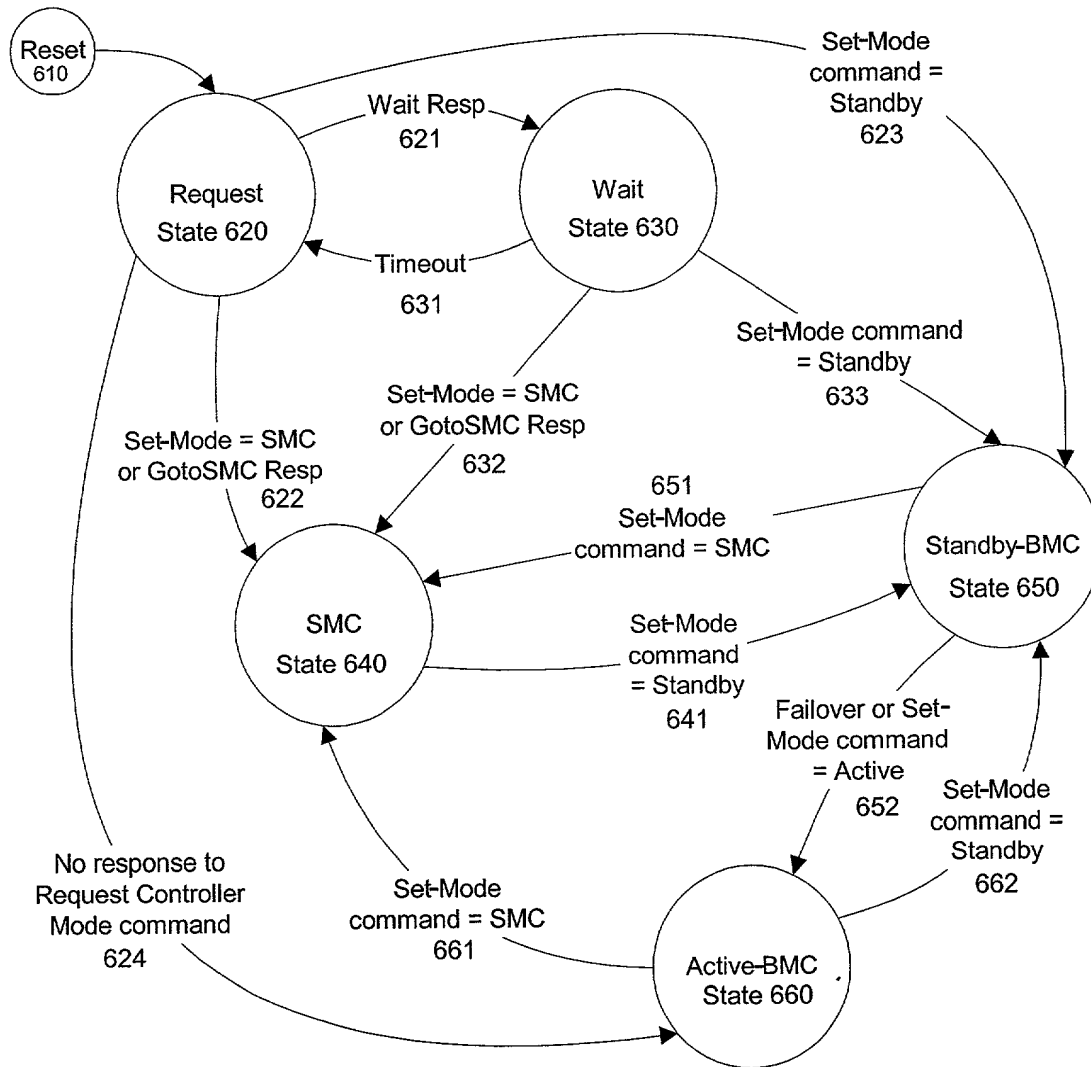 Reset
610
Set-Mode
command =
Standby
623
Wait Resp
621
Request
State 620
Wait
State 630
Timeout
631
Set-Mode command
= Standby
633
Set-Mode = SMC
or GotoSMC Resp
632
Set-Mode = SMC
or GotoSMC Resp
622
651
Set-Mode
command = SMC
Standby-BMC
State 650
SMC
State 640
Set-Mode
command
= Standby
641
Failover or Set-
Mode command
= Active
652
Set-Mode
command =
Standby
662
No response to
Request Controller
Mode command
624
Set-Mode
command = SMC
661
Active-BMC
State 660